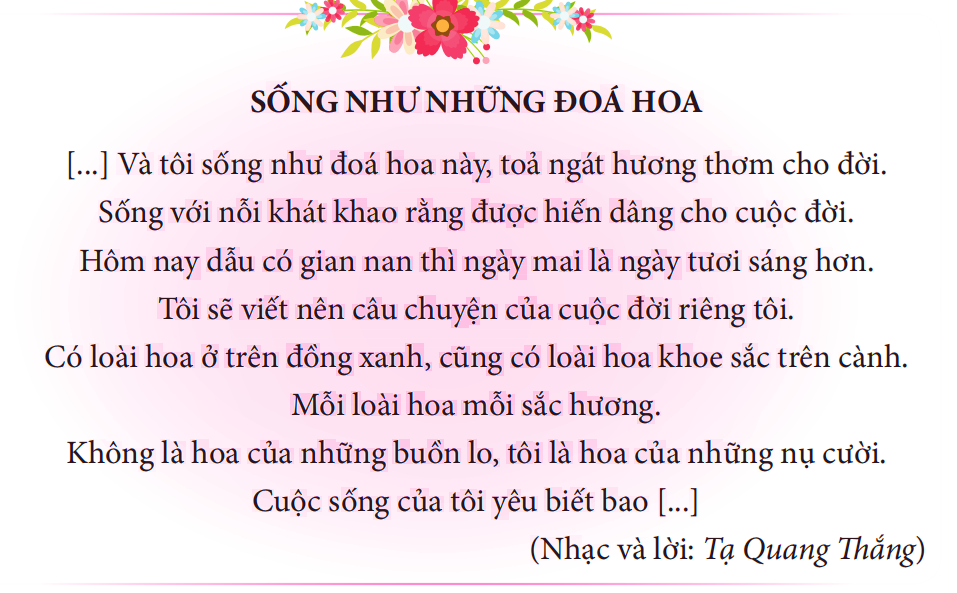 SỐNG NHƯ NHỮNG ĐOÁ HOA
[...] Và tôi sống như đoá hoa này, toả ngát hương thơm cho đời.
Sống với nỗi khát khao rằng được hiến dâng cho cuộc đời.
Hôm nay dẫu có gian nan thì ngày mai là ngày tươi sáng hơn.
Tôi sẽ viết nên câu chuyện của cuộc đời riêng tôi.
Có loài hoa ở trên đồng xanh, cũng có loài hoa khoe sắc trên cành.
Mỗi loài hoa mỗi sắc hương.
Không là hoa của những buồn lo, tôi là hoa của những nụ cười.
Cuộc sống của tôi yêu biết bao [...]
(Nhạc và lời: Tạ Quang Thắng)